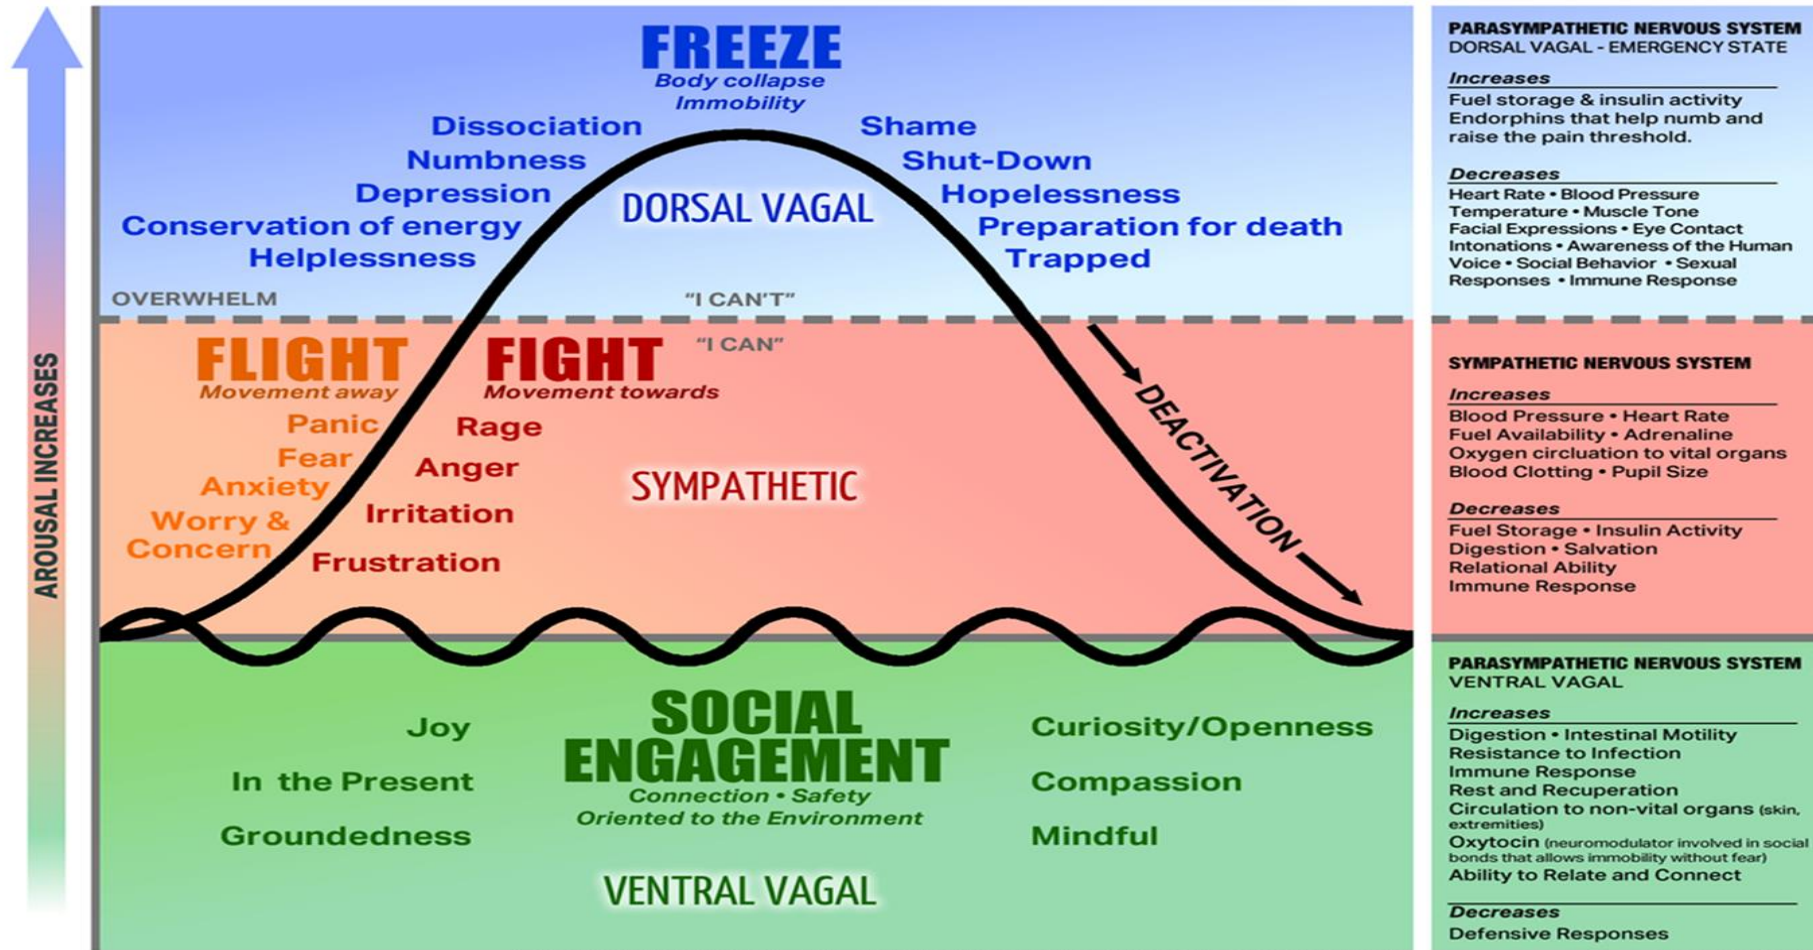 AROUSAL INCREASES
FREEZE
Body collapse
Immobility
Dissociation
Numbness
Depression
Conservation of energy
Helplessness
Shame
Shut-Down
Hopelessness
Preparation for death
Trapped
DORSAL VAGAL
OVERWHELM
"I CAN'T"
"I CAN"
FLIGHT
Movement away
Panic
Fear
Anxiety
Worry &
Concern
FIGHT
Movement towards
Rage
Anger
Irritation
Frustration
SYMPATHETIC
DEACTIVATION
SOCIAL
ENGAGEMENT
Connection • Safety
Oriented to the Environment
Joy
In the Present
Groundedness
Curiosity/Openness
Compassion
Mindful
VENTRAL VAGAL
PARASYMPATHETIC NERVOUS SYSTEM
DORSAL VAGAL - EMERGENCY STATE
Increases
Fuel storage & insulin activity
Endorphins that help numb and
raise the pain threshold.
Decreases
Heart Rate • Blood Pressure
Temperature • Muscle Tone
Facial Expressions • Eye Contact
Intonations • Awareness of the Human
Voice • Social Behavior • Sexual
Responses • Immune Response
SYMPATHETIC NERVOUS SYSTEM
Increases
Blood Pressure • Heart Rate
Fuel Availability • Adrenaline
Oxygen circluation to vital organs
Blood Clotting • Pupil Size
Decreases
Fuel Storage • Insulin Activity
Digestion • Salvation
Relational Ability
Immune Response
PARASYMPATHETIC NERVOUS SYSTEM
VENTRAL VAGAL
Increases
Digestion • Intestinal Motility
Resistance to Infection
Immune Response
Rest and Recuperation
Circulation to non-vital organs (skin,
extremities)
Oxytocin (neuromodulator involved in social
bonds that allows immobility without fear)
Ability to Relate and Connect
Decreases
Defensive Responses